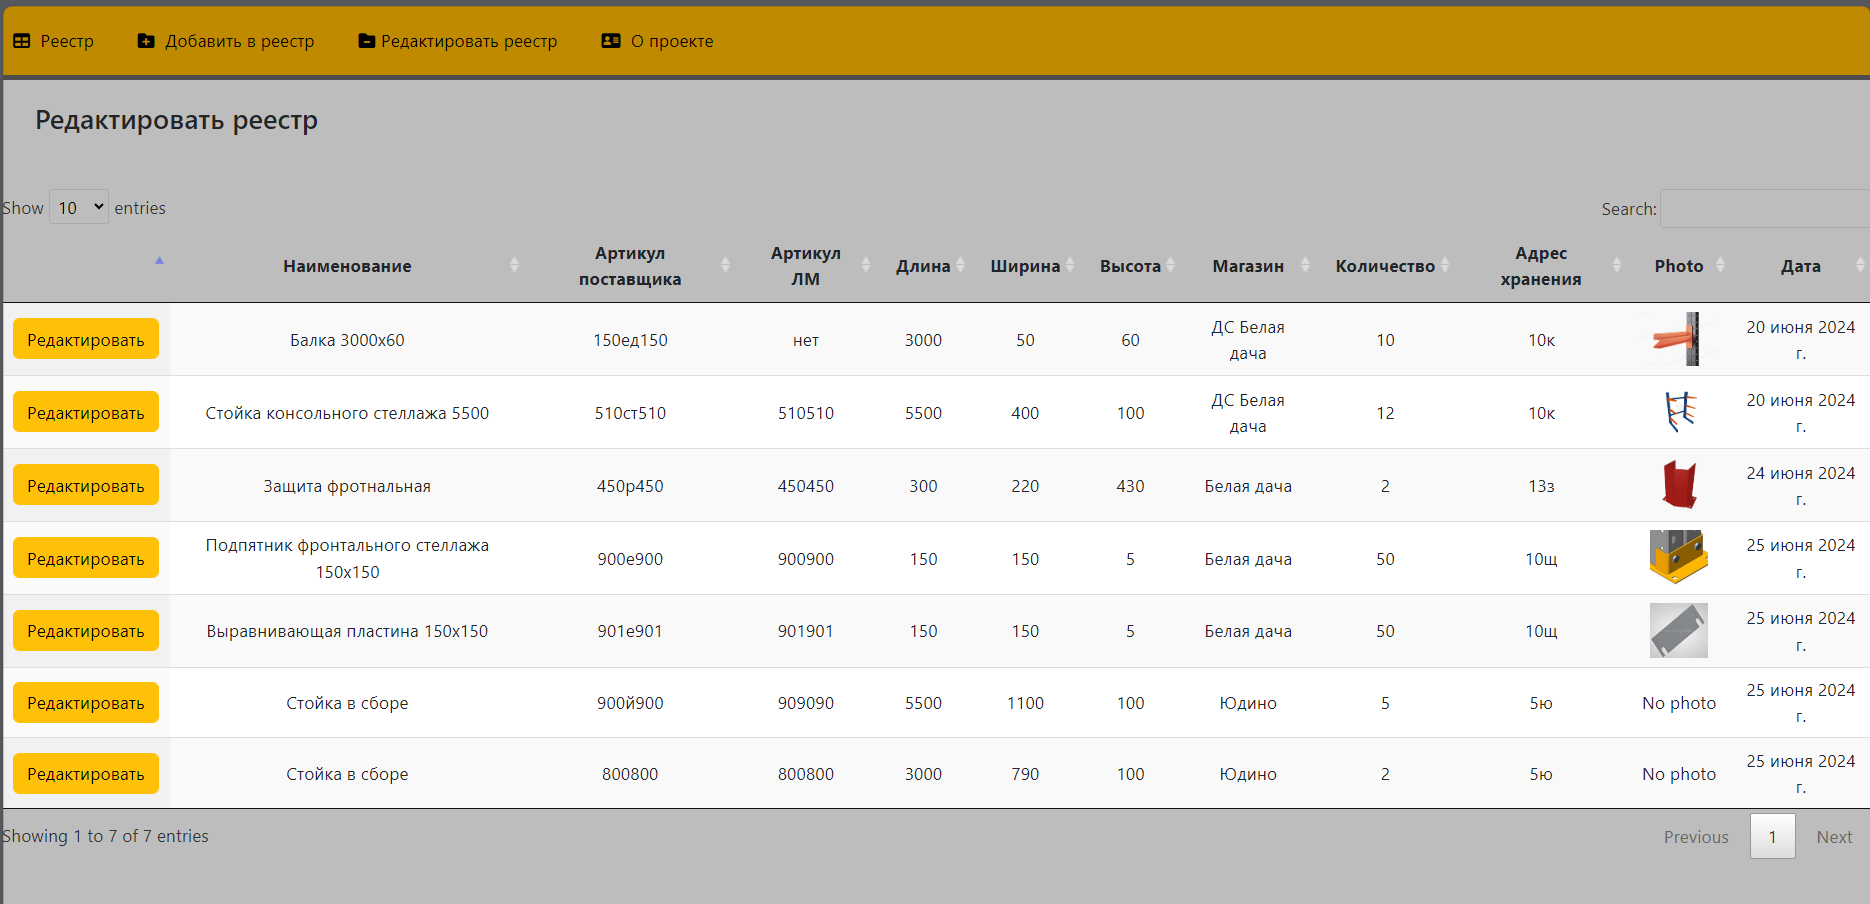 Реестр Добавить в реестр Редактировать реестр О проекте
Редактировать реестр
Show 10 entries Search:
Наименование Артикул поставщика Артикул ЛМ Длина Ширина Высота Магазин Количество Адрес хранения Photo Дата
Редактировать Балка 3000х60 150ед150 нет 3000 50 60 ДС Белая дача 10 10к 20 июня 2024 г.
Редактировать Стойка консольного стеллажа 5500 510ст510 510510 5500 400 100 ДС Белая дача 12 10к 20 июня 2024 г.
Редактировать Защита фротнальная 450р450 450450 300 220 430 Белая дача 2 13з 24 июня 2024 г.
Редактировать Подпятник фронтального стеллажа 150х150 900е900 900900 150 150 5 Белая дача 50 10щ 25 июня 2024 г.
Редактировать Выравнивающая пластина 150х150 901е901 901901 150 150 5 Белая дача 50 10щ 25 июня 2024 г.
Редактировать Стойка в сборе 900й900 909090 5500 1100 100 Юдино 5 5ю No photo 25 июня 2024 г.
Редактировать Стойка в сборе 800800 800800 3000 790 100 Юдино 2 5ю No photo 25 июня 2024 г.
Showing 1 to 7 of 7 entries Previous 1 Next